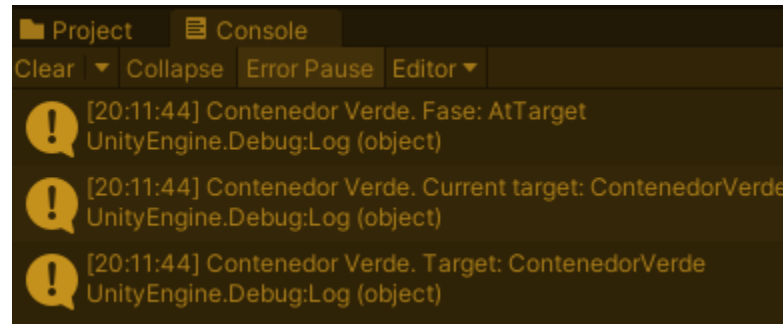 Project Console
Clear Collapse Error Pause Editor
[20:11:44] Contenedor Verde. Fase: AtTarget
UnityEngine.Debug:Log (object)
[20:11:44] Contenedor Verde. Current target: ContenedorVerde
UnityEngine.Debug:Log (object)
[20:11:44] Contenedor Verde. Target: ContenedorVerde
UnityEngine.Debug:Log (object)